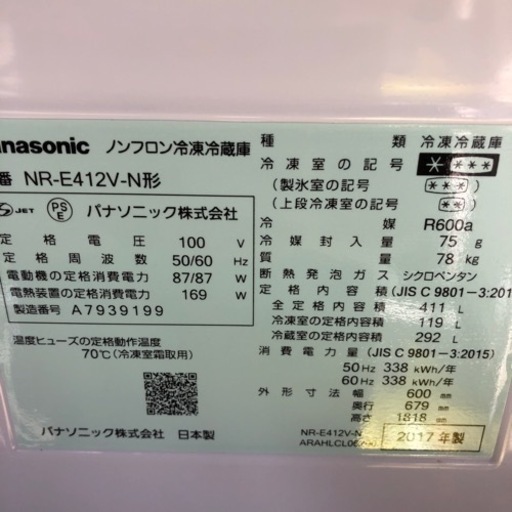 Panasonic ノンフロン冷凍冷蔵庫
番 NR-E412V-N形
JET PSE パナソニック株式会社
定格電圧 100 V
定格周波数 50/60 Hz
電動機の定格消費電力 87/87 W
電熱装置の定格消費電力 169 W
製造番号 A7939199
温度ヒューズの定格動作温度
70℃(冷凍室霜取用)
パナソニック株式会社 日本製
種類 冷凍冷蔵庫
冷凍室の記号
(製氷室の記号)
(上段冷凍室の記号)
冷媒 R600a
冷媒封入量 75 g
質量 78 kg
断熱発泡ガス シクロペンタン
定格内容積 (JIS C 9801-3:201
全定格内容積 411 L
冷凍室の定格内容積 119 L
冷蔵室の定格内容積 292 L
消費電力量 (JIS C 9801-3:2015)
50Hz 338 kWh/年
60Hz 338 kWh/年
外形寸法 幅 600 mm
奥行 679 mm
高さ 1818 mm
NR-E412V-N
2017年製